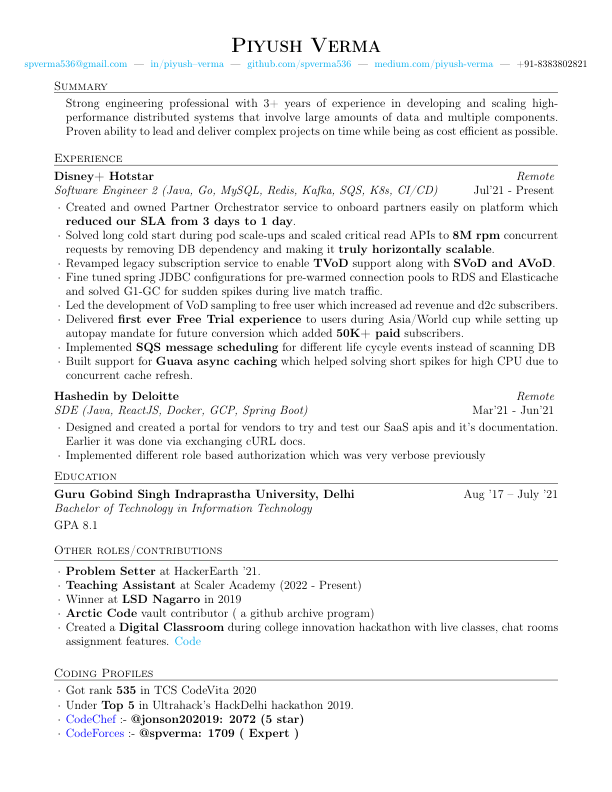 Piyush Verma
spverma536@gmail.com — in/piyush–verma — github.com/spverma536 — medium.com/piyush-verma — +91-8383802821
Summary
Strong engineering professional with 3+ years of experience in developing and scaling high-
performance distributed systems that involve large amounts of data and multiple components.
Proven ability to lead and deliver complex projects on time while being as cost efficient as possible.
Experience
Disney+ Hotstar Remote
Software Engineer 2 (Java, Go, MySQL, Redis, Kafka, SQS, K8s, CI/CD) Jul'21 - Present
· Created and owned Partner Orchestrator service to onboard partners easily on platform which
reduced our SLA from 3 days to 1 day.
· Solved long cold start during pod scale-ups and scaled critical read APIs to 8M rpm concurrent
requests by removing DB dependency and making it truly horizontally scalable.
· Revamped legacy subscription service to enable TVoD support along with SVoD and AVoD.
· Fine tuned spring JDBC configurations for pre-warmed connection pools to RDS and Elasticache
and solved G1-GC for sudden spikes during live match traffic.
· Led the development of VoD sampling to free user which increased ad revenue and d2c subscribers.
· Delivered first ever Free Trial experience to users during Asia/World cup while setting up
autopay mandate for future conversion which added 50K+ paid subscribers.
· Implemented SQS message scheduling for different life cycyle events instead of scanning DB
· Built support for Guava async caching which helped solving short spikes for high CPU due to
concurrent cache refresh.
Hashedin by Deloitte Remote
SDE (Java, ReactJS, Docker, GCP, Spring Boot) Mar'21 - Jun'21
· Designed and created a portal for vendors to try and test our SaaS apis and it's documentation.
Earlier it was done via exchanging cURL docs.
· Implemented different role based authorization which was very verbose previously
Education
Guru Gobind Singh Indraprastha University, Delhi Aug '17 – July '21
Bachelor of Technology in Information Technology
GPA 8.1
Other roles/contributions
· Problem Setter at HackerEarth '21.
· Teaching Assistant at Scaler Academy (2022 - Present)
· Winner at LSD Nagarro in 2019
· Arctic Code vault contributor ( a github archive program)
· Created a Digital Classroom during college innovation hackathon with live classes, chat rooms
assignment features. Code
Coding Profiles
· Got rank 535 in TCS CodeVita 2020
· Under Top 5 in Ultrahack's HackDelhi hackathon 2019.
· CodeChef :- @jonson202019: 2072 (5 star)
· CodeForces :- @spverma: 1709 ( Expert )